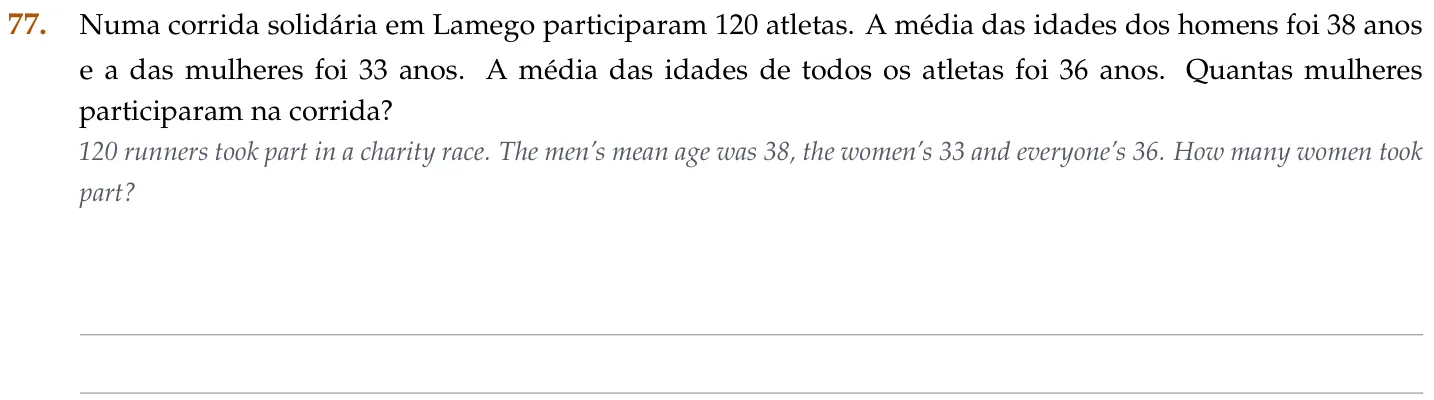 77. Numa corrida solidária em Lamego participaram 120 atletas. A média das idades dos homens foi 38 anos
e a das mulheres foi 33 anos. A média das idades de todos os atletas foi 36 anos. Quantas mulheres
participaram na corrida?
120 runners took part in a charity race. The men's mean age was 38, the women's 33 and everyone's 36. How many women took
part?